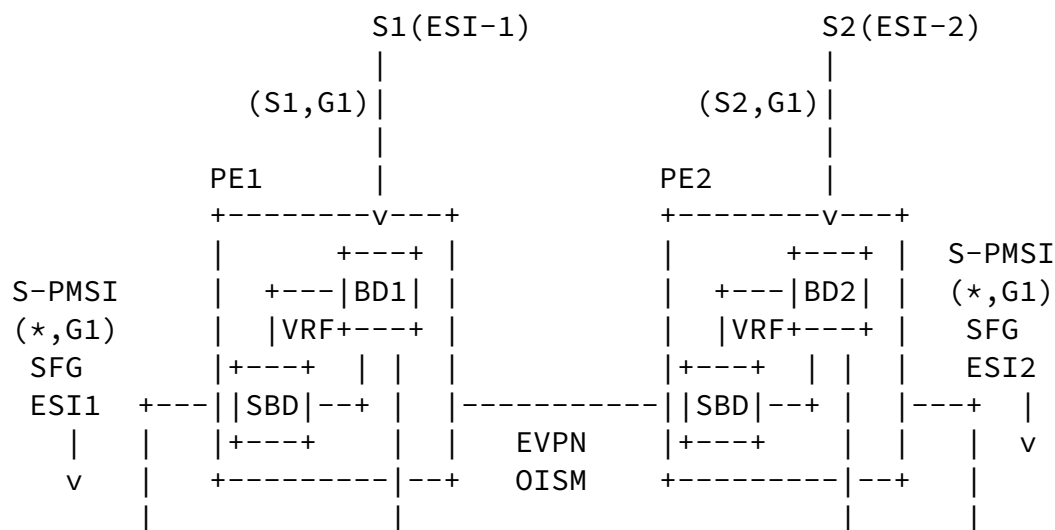 S1(ESI-1) S2(ESI-2)
(S1,G1) (S2,G1)
PE1 PE2
S-PMSI BD1 BD2 S-PMSI
(*,G1) VRF VRF (*,G1)
SFG SFG
ESI1 SBD SBD ESI2
EVPN
v OISM v